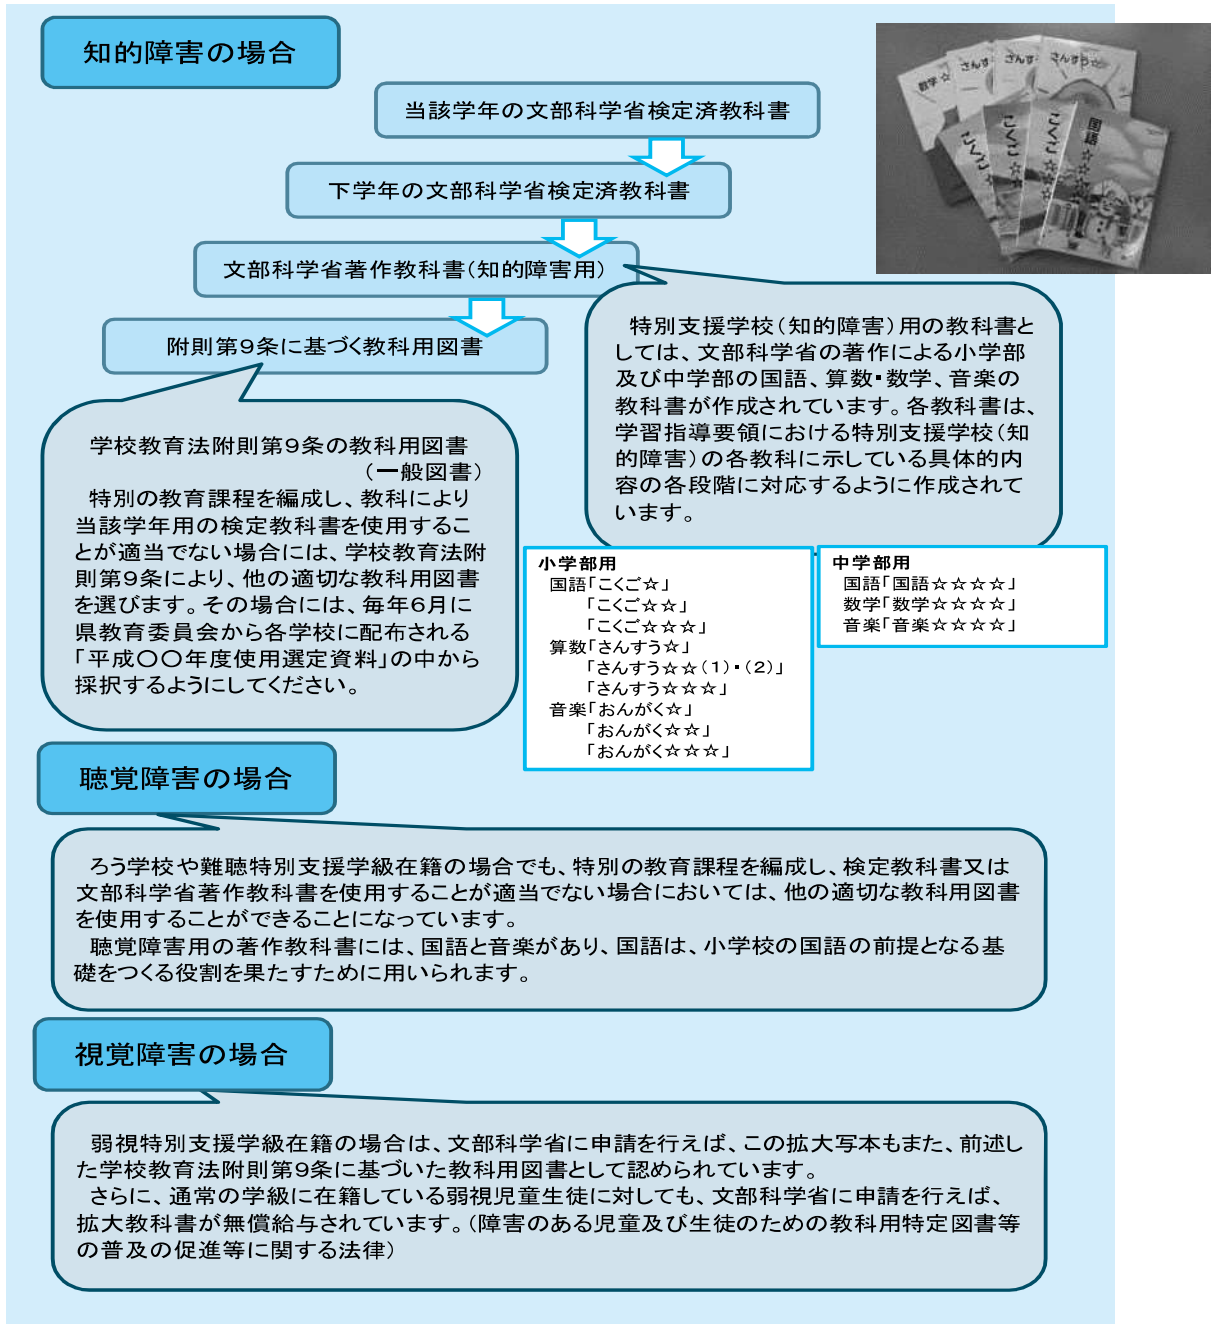 知的障害の場合
数学☆
さんす
さんす
さんすう☆
こくご☆
こくご☆☆
こくご☆☆☆
国語☆☆☆☆
当該学年の文部科学省検定済教科書
下学年の文部科学省検定済教科書
文部科学省著作教科書(知的障害用)
附則第9条に基づく教科用図書
特別支援学校(知的障害)用の教科書と
しては、文部科学省の著作による小学部
及び中学部の国語、算数・数学、音楽の
教科書が作成されています。各教科書は、
学習指導要領における特別支援学校(知
的障害)の各教科に示している具体的内
容の各段階に対応するように作成されて
います。
学校教育法附則第9条の教科用図書
(一般図書)
特別の教育課程を編成し、教科により
当該学年用の検定教科書を使用するこ
とが適当でない場合には、学校教育法附
則第9条により、他の適切な教科用図書
を選びます。その場合には、毎年6月に
県教育委員会から各学校に配布される
「平成〇〇年度使用選定資料」の中から
採択するようにしてください。
小学部用
国語「こくご☆」
「こくご☆☆」
「こくご☆☆☆」
算数「さんすう☆」
「さんすう☆☆(1)・(2)」
「さんすう☆☆☆」
音楽「おんがく☆」
「おんがく☆☆」
「おんがく☆☆☆」
中学部用
国語「国語☆☆☆☆」
数学「数学☆☆☆☆」
音楽「音楽☆☆☆☆」
聴覚障害の場合
ろう学校や難聴特別支援学級在籍の場合でも、特別の教育課程を編成し、検定教科書又は
文部科学省著作教科書を使用することが適当でない場合においては、他の適切な教科用図書
を使用することができることになっています。
聴覚障害用の著作教科書には、国語と音楽があり、国語は、小学校の国語の前提となる基
礎をつくる役割を果たすために用いられます。
視覚障害の場合
弱視特別支援学級在籍の場合は、文部科学省に申請を行えば、この拡大写本もまた、前述し
た学校教育法附則第9条に基づいた教科用図書として認められています。
さらに、通常の学級に在籍している弱視児童生徒に対しても、文部科学省に申請を行えば、
拡大教科書が無償給与されています。(障害のある児童及び生徒のための教科用特定図書等
の普及の促進等に関する法律)